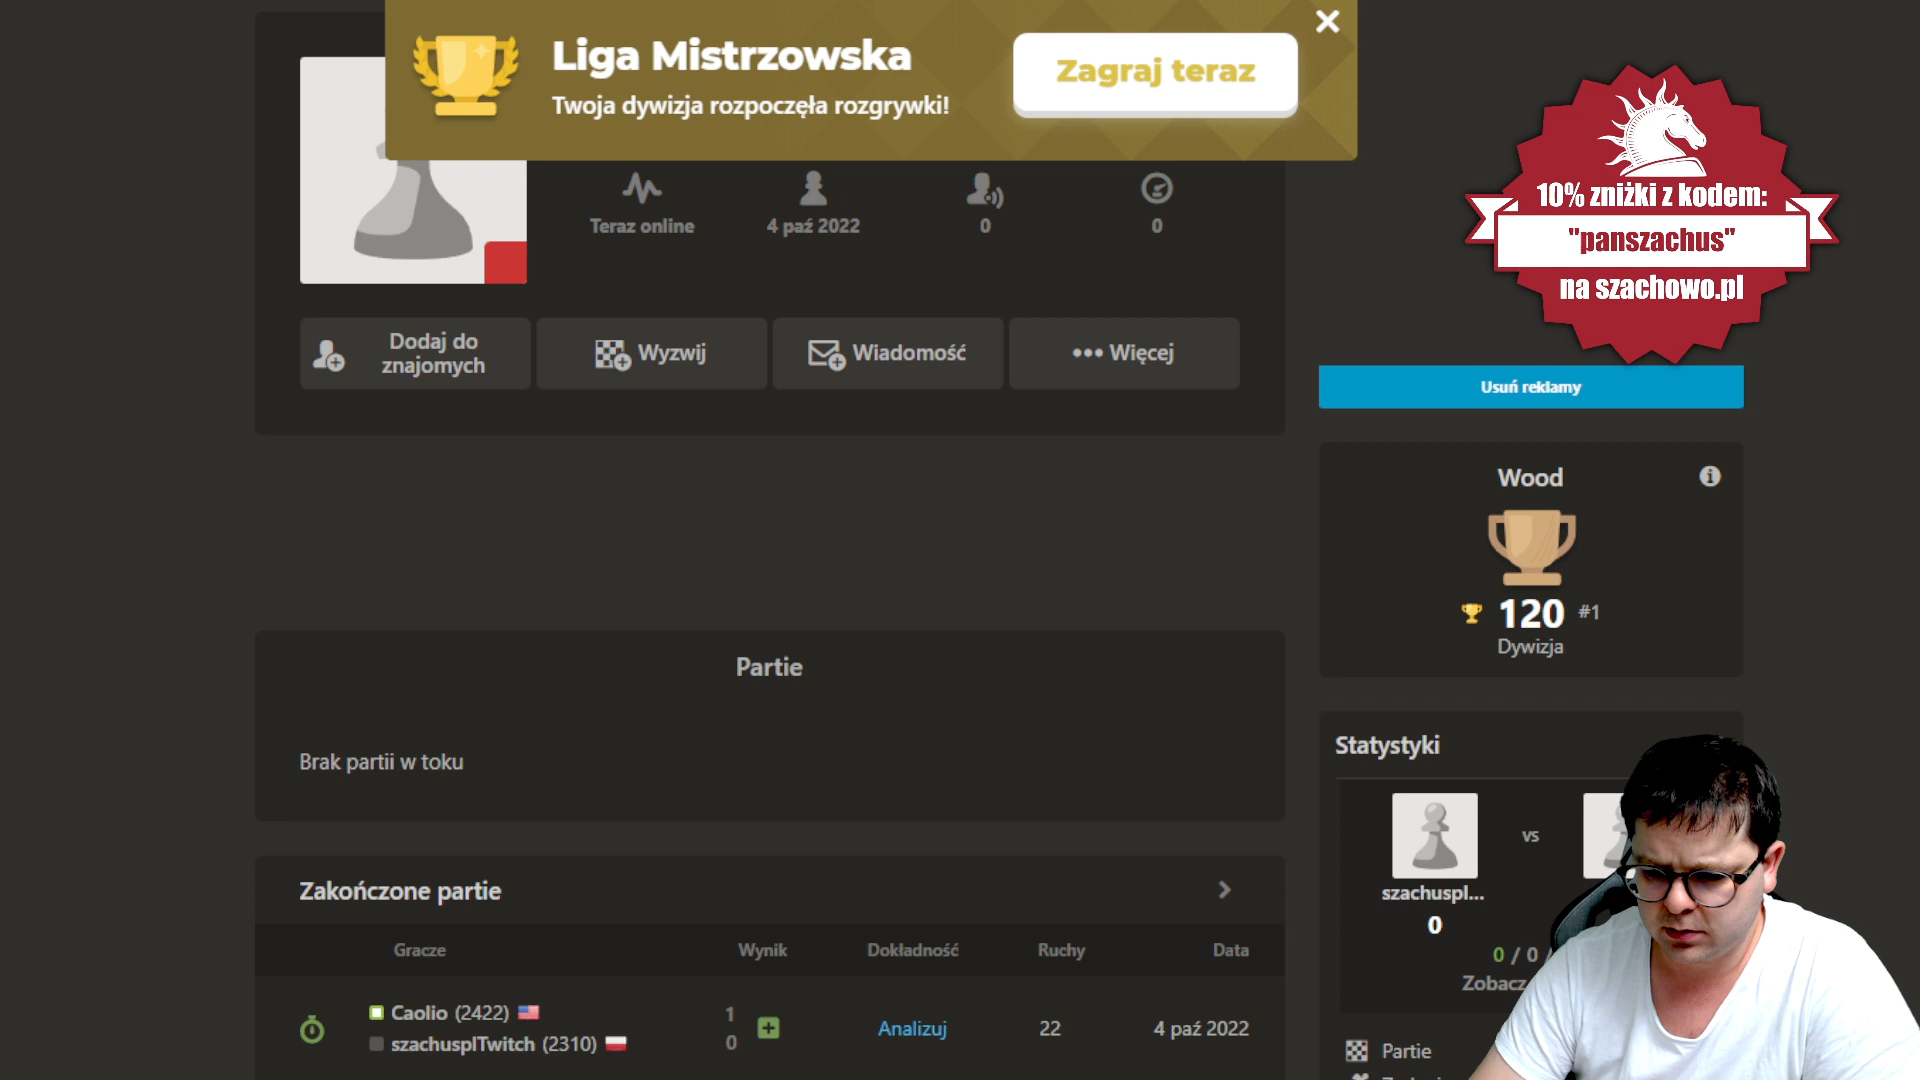 Liga Mistrzowska
Twoja dywizja rozpoczęła rozgrywki!
Zagraj teraz
Teraz online
4 paź 2022
0
0
10% zniżki z kodem:
"panszachus"
na szachowo.pl
Dodaj do
znajomych
Wyzwij
Wiadomość
Więcej
Usuń reklamy
Wood
120 #1
Dywizja
Partie
Brak partii w toku
Statystyki
vs
szachuspl...
0
0 / 0 /
Zobacz
Partie
Zakończone partie
Gracze
Wynik
Dokładność
Ruchy
Data
Caolio (2422)
szachusplTwitch (2310)
1
0
Analizuj
22
4 paź 2022